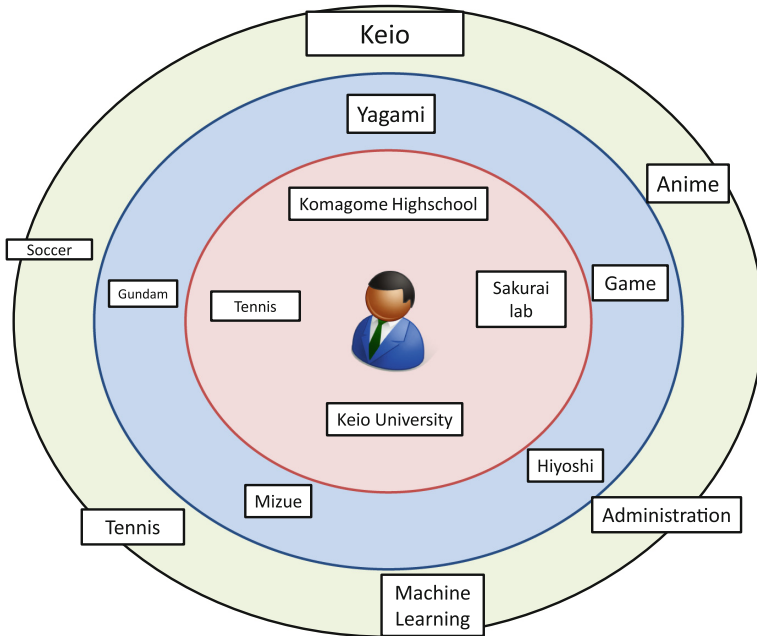 Keio
Yagami
Anime
Komagome Highschool
Soccer
Gundam
Tennis
Sakurai
lab
Game
Keio University
Hiyoshi
Mizue
Administration
Tennis
Machine
Learning